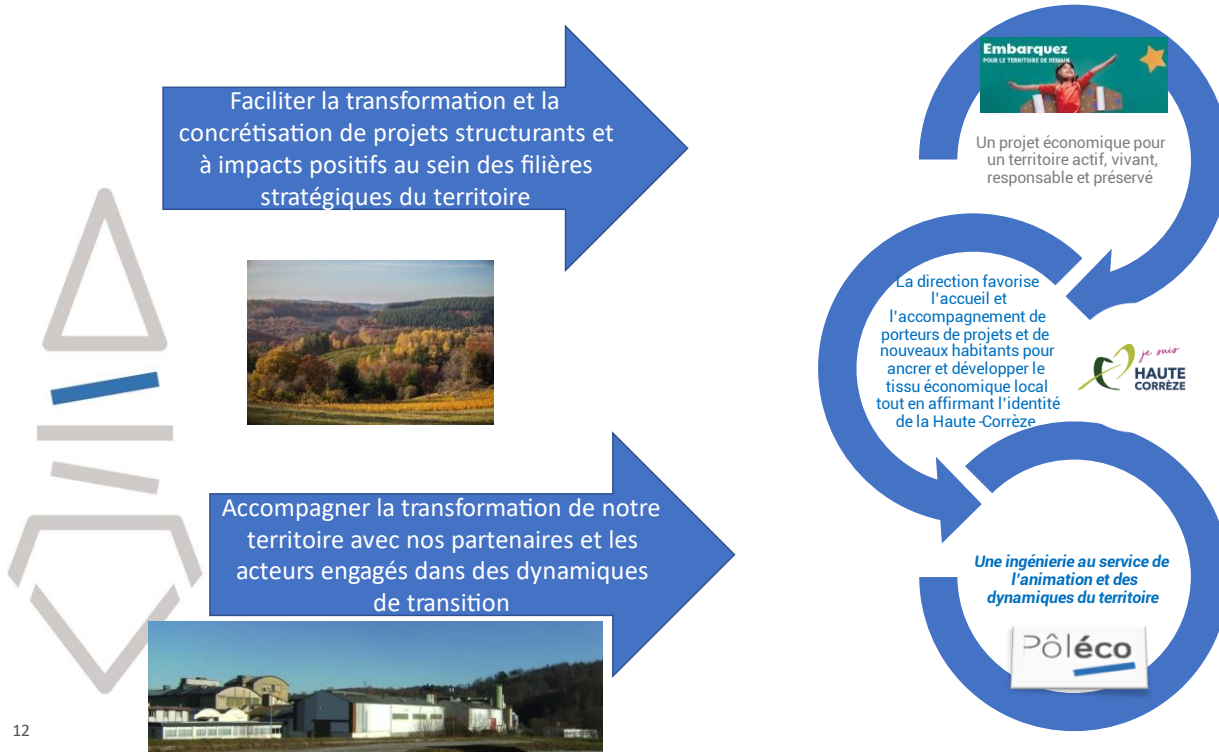 Faciliter la transformation et la
concrétisation de projets structurants et
à impacts positifs au sein des filières
stratégiques du territoire
Accompagner la transformation de notre
territoire avec nos partenaires et les
acteurs engagés dans des dynamiques
de transition
Embarquez
POUR LE TERRITOIRE DE DEMAIN
Un projet économique pour
un territoire actif, vivant,
responsable et préservé
La direction favorise
l'accueil et
l'accompagnement de
porteurs de projets et de
nouveaux habitants pour
ancrer et développer le
tissu économique local
tout en affirmant l'identité
de la Haute -Corrèze
je suis
HAUTE
CORRÈZE
Une ingénierie au service de
l'animation et des
dynamiques du territoire
Pôléco
12